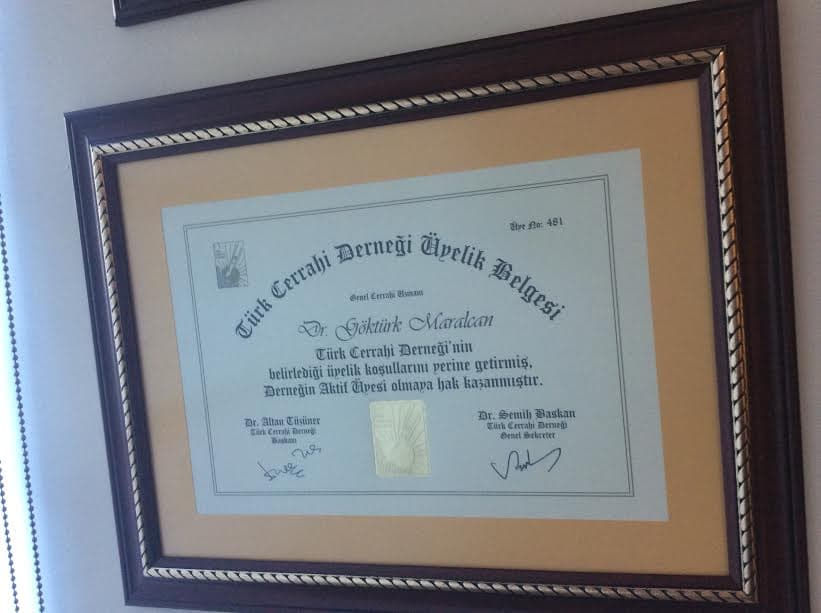 Üye No: 481
Türk Cerrahi Derneği Üyelik Belgesi
Genel Cerrahi Uzmanı
Dr. Göktürk Maralcan
Türk Cerrahi Derneği'nin
belirlediği üyelik koşullarını yerine getirmiş,
Derneğin Aktif Üyesi olmaya hak kazanmıştır.
Dr. Altan Tüzüner
Türk Cerrahi Derneği
Başkanı
Dr. Semih Baskan
Türk Cerrahi Derneği
Genel Sekreter